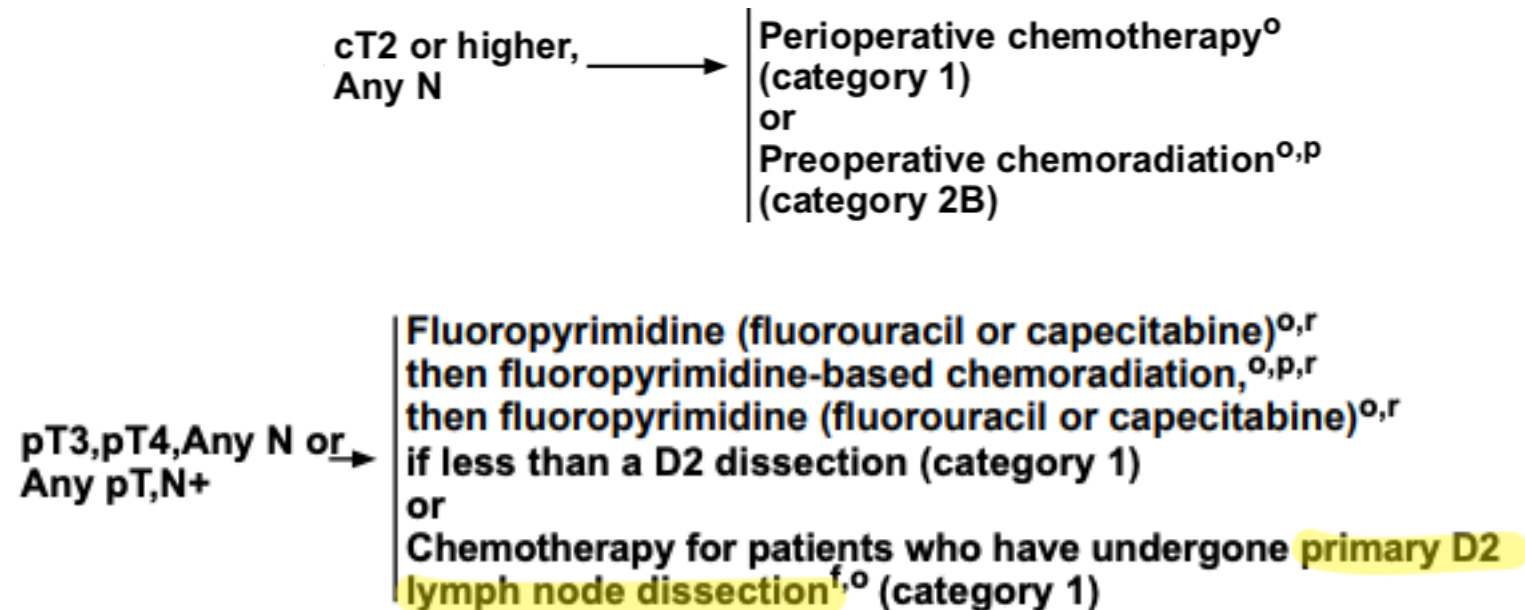 cT2 or higher,
Any N
Perioperative chemotherapyᵒ
(category 1)
or
Preoperative chemoradiationᵒ,ᵖ
(category 2B)
pT3,pT4,Any N or
Any pT,N+
Fluoropyrimidine (fluorouracil or capecitabine)ᵒ,ʳ
then fluoropyrimidine-based chemoradiation,ᵒ,ᵖ,ʳ
then fluoropyrimidine (fluorouracil or capecitabine)ᵒ,ʳ
if less than a D2 dissection (category 1)
or
Chemotherapy for patients who have undergone primary D2
lymph node dissectionᶠ,ᵒ (category 1)